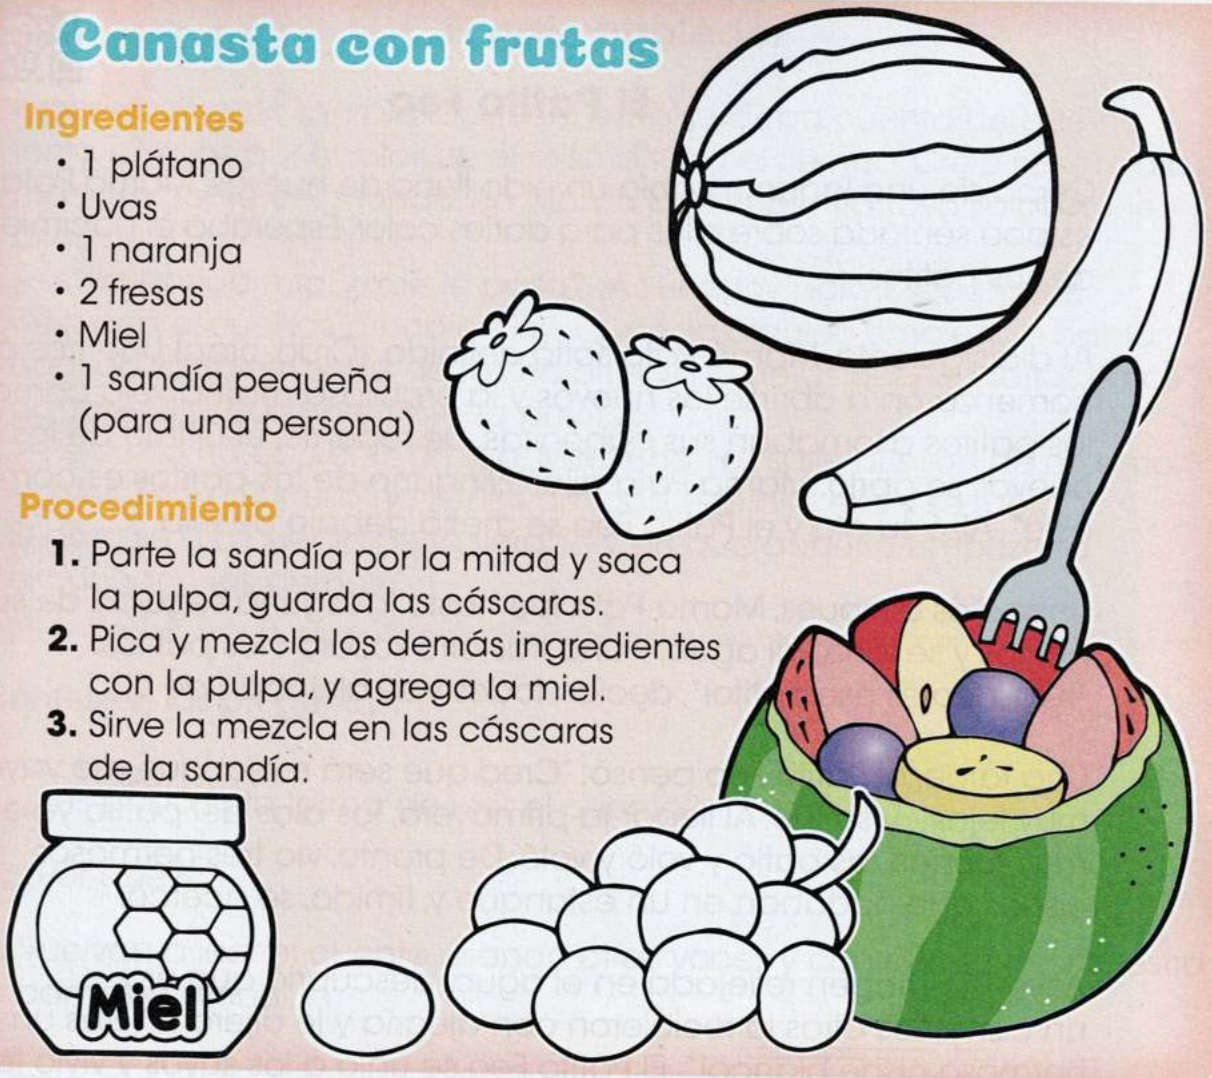 Canasta con frutas
Ingredientes
• 1 plátano
• Uvas
• 1 naranja
• 2 fresas
• Miel
• 1 sandía pequeña
(para una persona)
Procedimiento
1. Parte la sandía por la mitad y saca
la pulpa, guarda las cáscaras.
2. Pica y mezcla los demás ingredientes
con la pulpa, y agrega la miel.
3. Sirve la mezcla en las cáscaras
de la sandía.
Miel